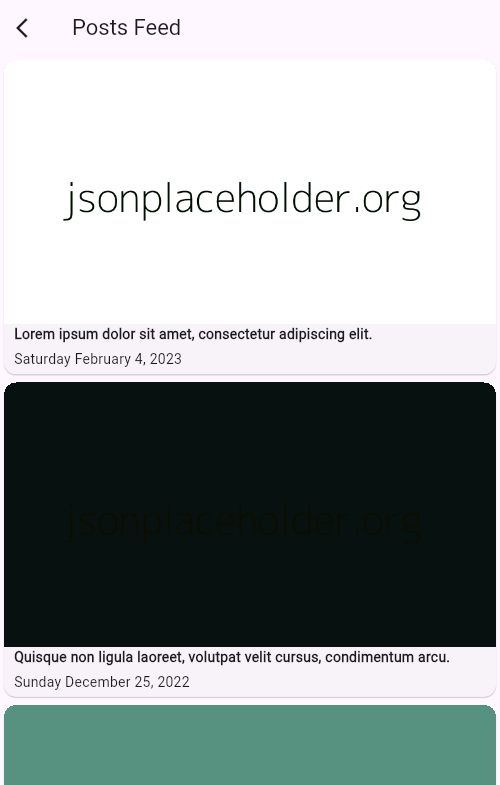 Posts Feed
jsonplaceholder.org
Lorem ipsum dolor sit amet, consectetur adipiscing elit.
Saturday February 4, 2023
jsonplaceholder.org
Quisque non ligula laoreet, volutpat velit cursus, condimentum arcu.
Sunday December 25, 2022